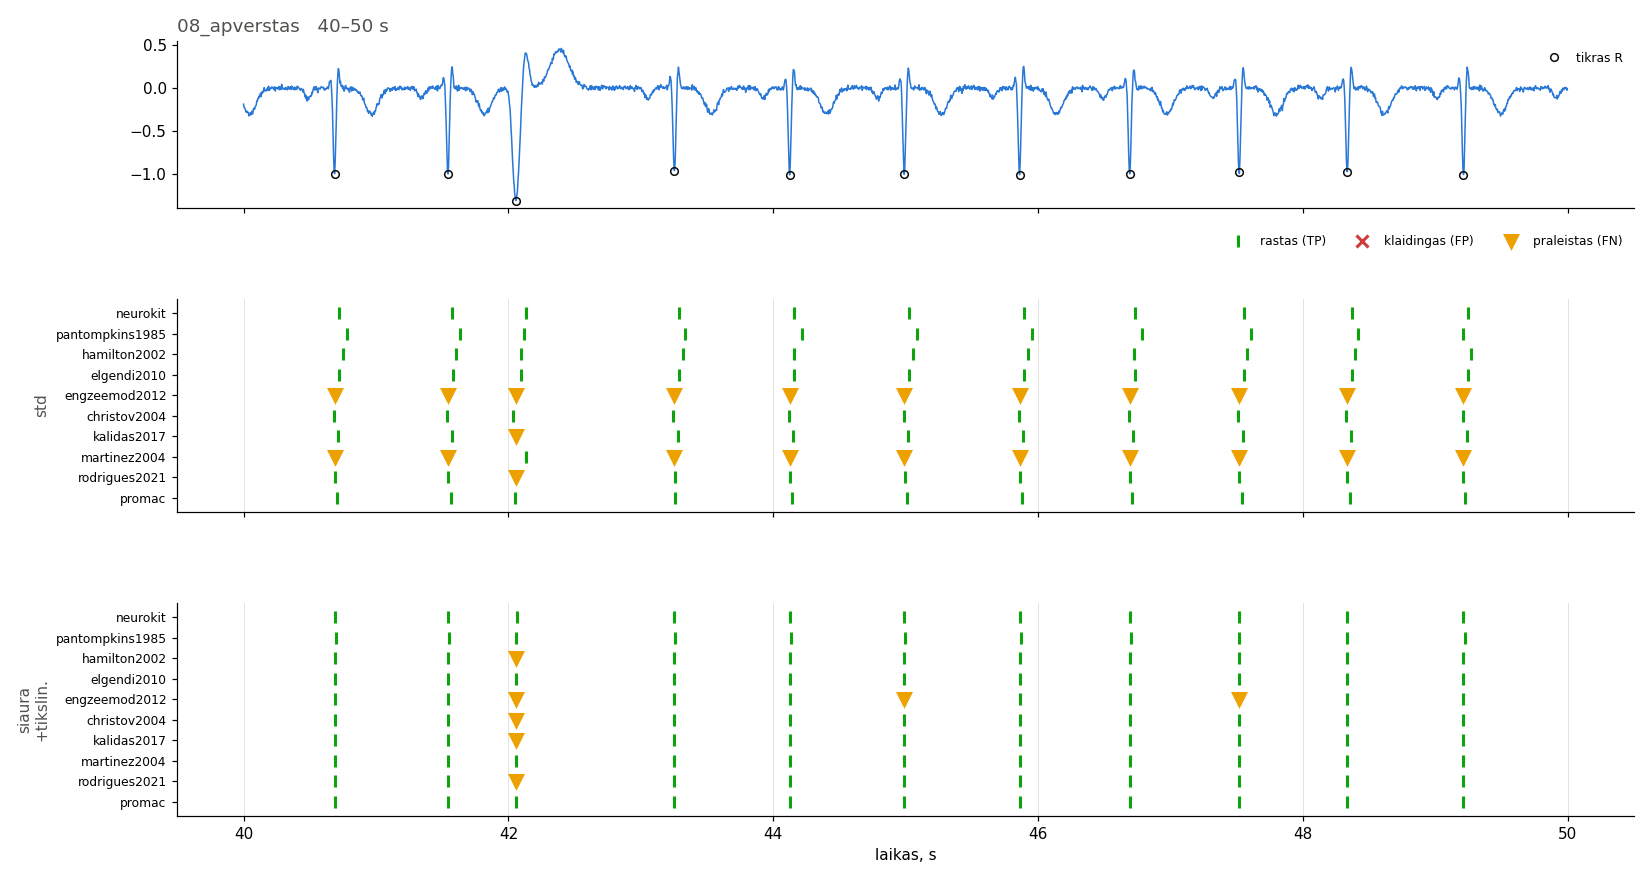 08_apverstas   40–50 s
0.5
0.0
−0.5
−1.0
tikras R
rastas (TP)
klaidingas (FP)
praleistas (FN)
std
neurokit
pantompkins1985
hamilton2002
elgendi2010
engzeemod2012
christov2004
kalidas2017
martinez2004
rodrigues2021
promac
siaura
+tikslin.
neurokit
pantompkins1985
hamilton2002
elgendi2010
engzeemod2012
christov2004
kalidas2017
martinez2004
rodrigues2021
promac
40 42 44 46 48 50
laikas, s